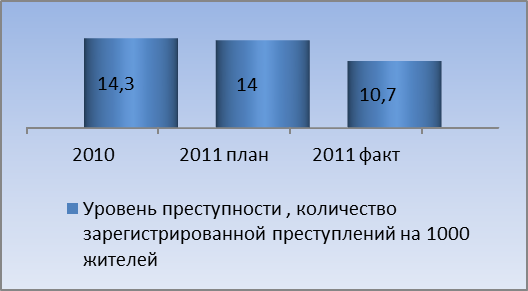 14,3 14 10,7
2010 2011 план 2011 факт
Уровень преступности , количество
зарегистрированной преступлений на 1000
жителей